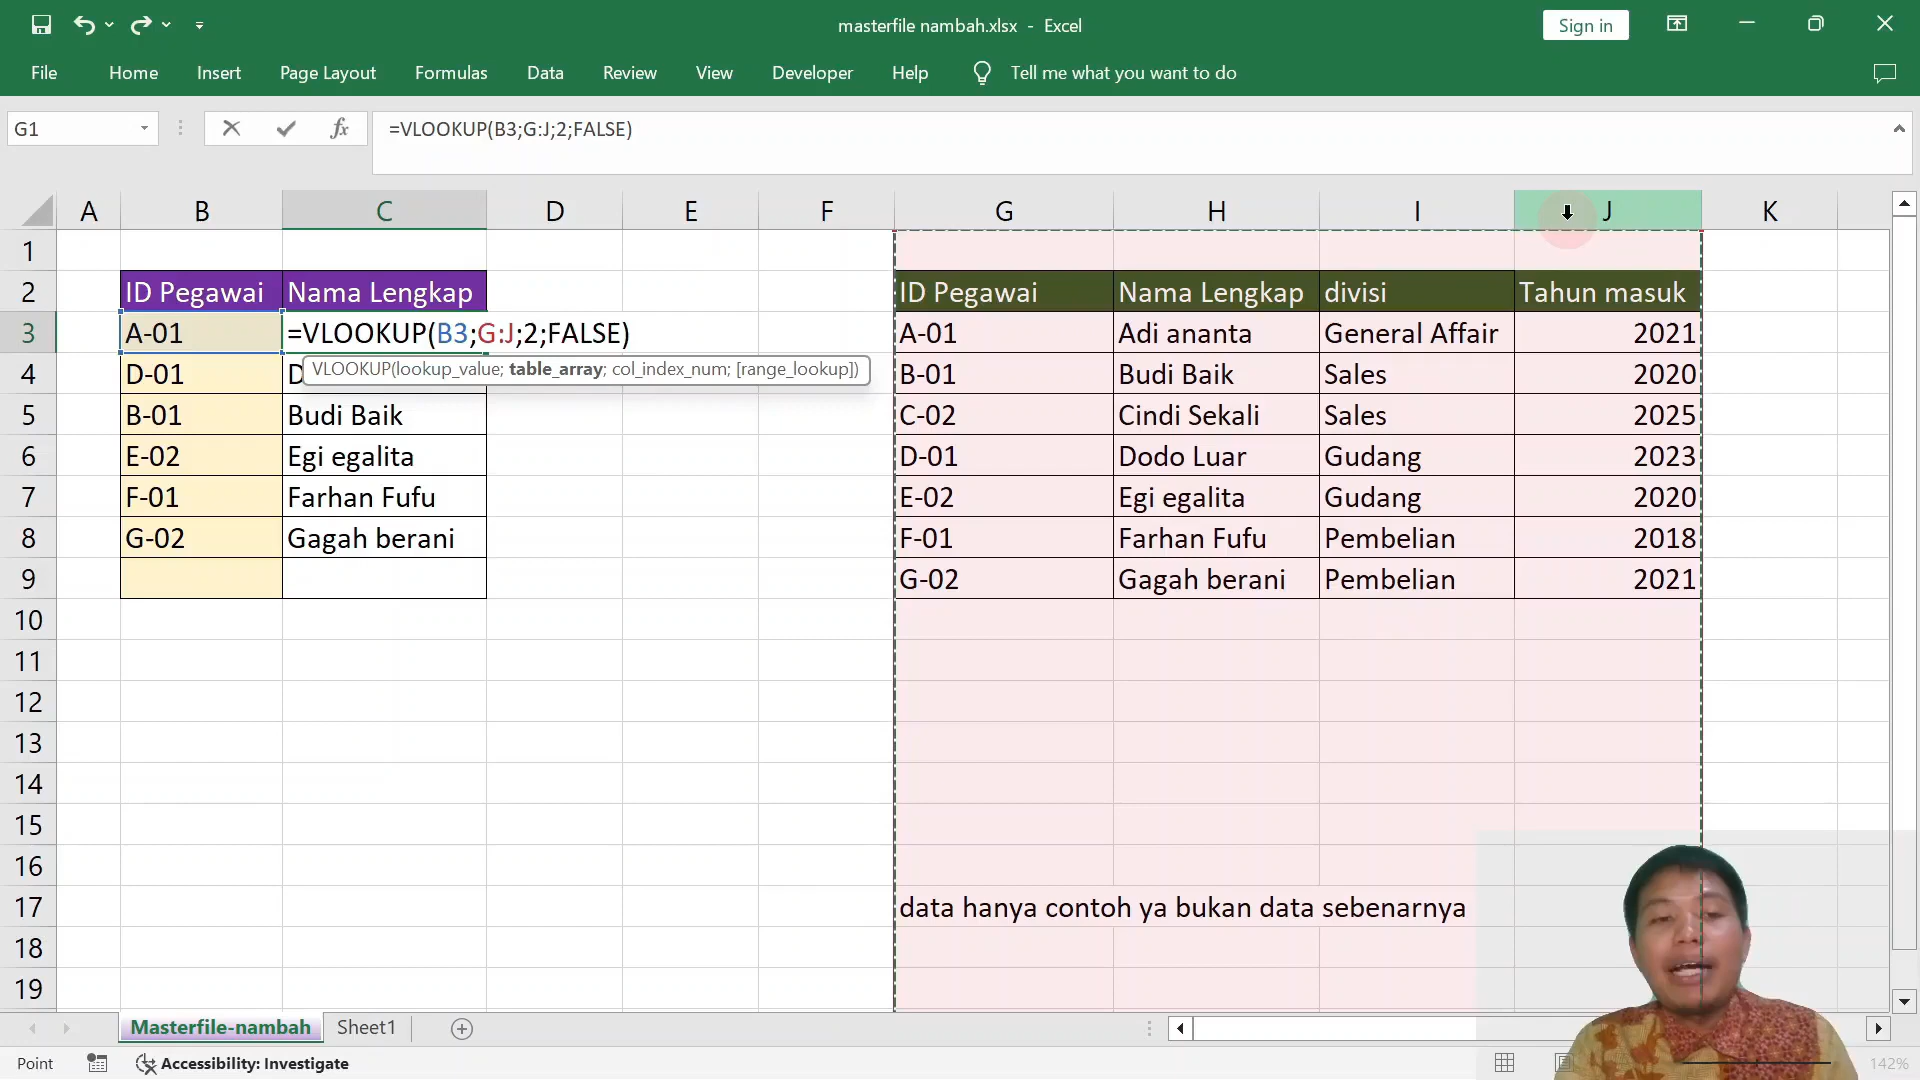 masterfile nambah.xlsx - Excel
Sign in
File Home Insert Page Layout Formulas Data Review View Developer Help Tell me what you want to do
G1 fx =VLOOKUP(B3;G:J;2;FALSE)
A B C D E F G H I J K
1
2 ID Pegawai Nama Lengkap ID Pegawai Nama Lengkap divisi Tahun masuk
3 A-01 =VLOOKUP(B3;G:J;2;FALSE) A-01 Adi ananta General Affair 2021
VLOOKUP(lookup_value; table_array; col_index_num; [range_lookup])
4 D-01 D B-01 Budi Baik Sales 2020
5 B-01 Budi Baik C-02 Cindi Sekali Sales 2025
6 E-02 Egi egalita D-01 Dodo Luar Gudang 2023
7 F-01 Farhan Fufu E-02 Egi egalita Gudang 2020
8 G-02 Gagah berani F-01 Farhan Fufu Pembelian 2018
9 G-02 Gagah berani Pembelian 2021
10
11
12
13
14
15
16
17 data hanya contoh ya bukan data sebenarnya
18
19
Masterfile-nambah Sheet1
Point Accessibility: Investigate 142%